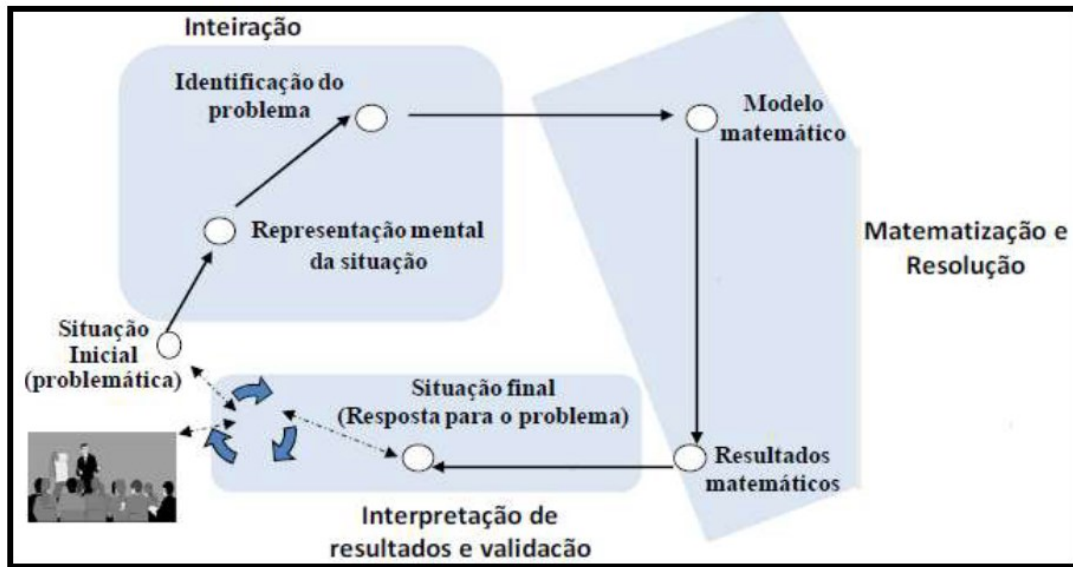 Inteiração
Identificação do
problema
Modelo
matemático
Representação mental
da situação
Matematização e
Resolução
Situação
Inicial
(problemática)
Situação final
(Resposta para o problema)
Resultados
matemáticos
Interpretação de
resultados e validacão